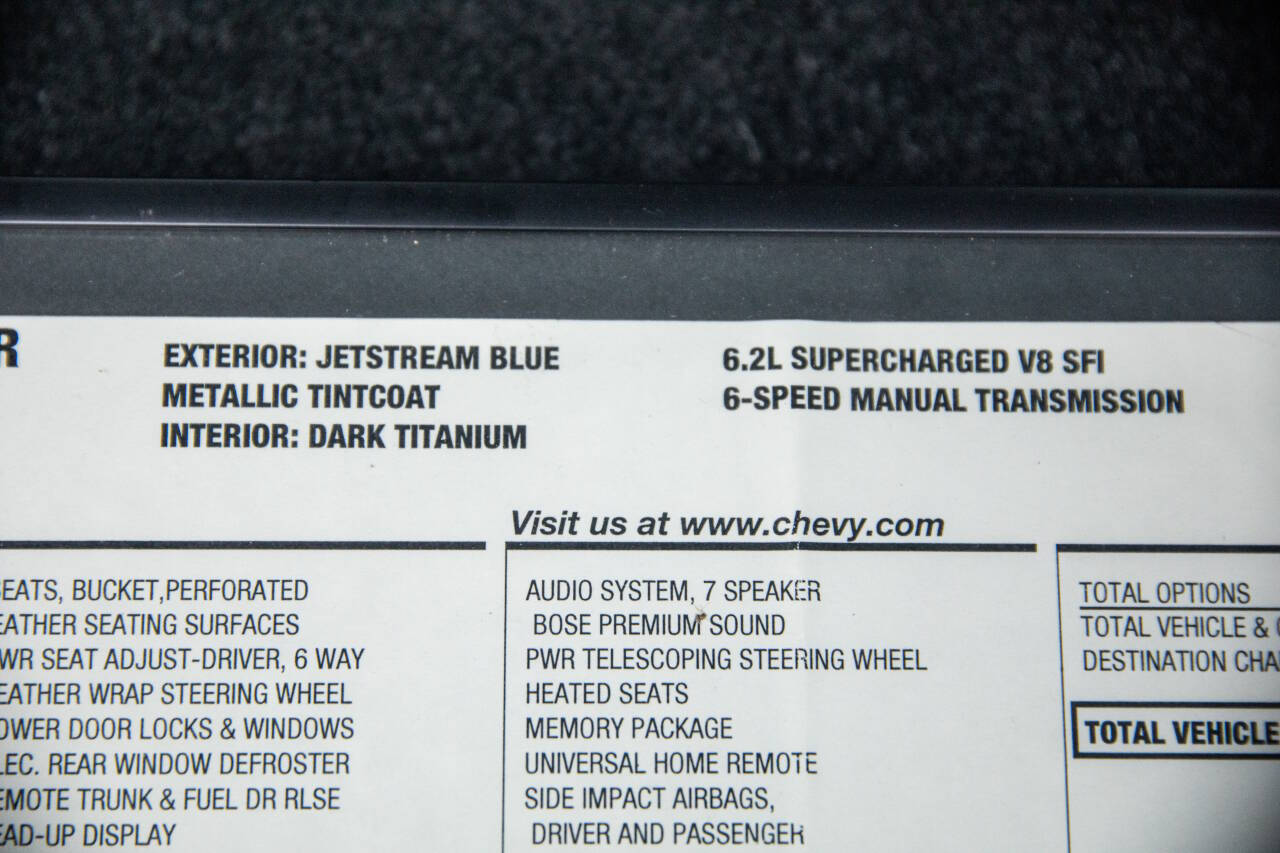 R
EXTERIOR: JETSTREAM BLUE
METALLIC TINTCOAT
INTERIOR: DARK TITANIUM
6.2L SUPERCHARGED V8 SFI
6-SPEED MANUAL TRANSMISSION
Visit us at www.chevy.com
EATS, BUCKET,PERFORATED
EATHER SEATING SURFACES
WR SEAT ADJUST-DRIVER, 6 WAY
EATHER WRAP STEERING WHEEL
OWER DOOR LOCKS & WINDOWS
LEC. REAR WINDOW DEFROSTER
EMOTE TRUNK & FUEL DR RLSE
EAD-UP DISPLAY
AUDIO SYSTEM, 7 SPEAKER
BOSE PREMIUM SOUND
PWR TELESCOPING STEERING WHEEL
HEATED SEATS
MEMORY PACKAGE
UNIVERSAL HOME REMOTE
SIDE IMPACT AIRBAGS,
DRIVER AND PASSENGER
TOTAL OPTIONS
TOTAL VEHICLE &
DESTINATION CHA
TOTAL VEHICLE